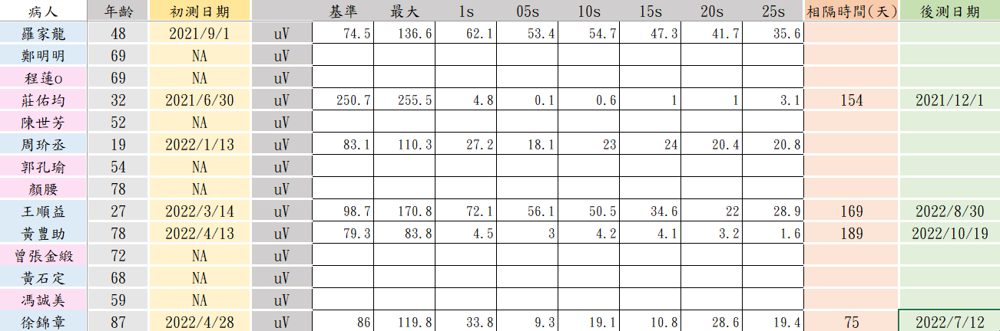 病人 年齡 初測日期 基準 最大 1s 05s 10s 15s 20s 25s 相隔時間(天) 後測日期
羅家龍 48 2021/9/1 uV 74.5 136.6 62.1 53.4 54.7 47.3 41.7 35.6
鄭明明 69 NA uV
程蓮o 69 NA uV
莊佑均 32 2021/6/30 uV 250.7 255.5 4.8 0.1 0.6 1 1 3.1 154 2021/12/1
陳世芳 52 NA uV
周玠丞 19 2022/1/13 uV 83.1 110.3 27.2 18.1 23 24 20.4 20.8
郭孔瑜 54 NA uV
顏腰 78 NA uV
王順益 27 2022/3/14 uV 98.7 170.8 72.1 56.1 50.5 34.6 22 28.9 169 2022/8/30
黃豊助 78 2022/4/13 uV 79.3 83.8 4.5 3 4.2 4.1 3.2 1.6 189 2022/10/19
曾張金緞 72 NA uV
黃石定 68 NA uV
馮誠美 59 NA uV
徐錦章 87 2022/4/28 uV 86 119.8 33.8 9.3 19.1 10.8 28.6 19.4 75 2022/7/12